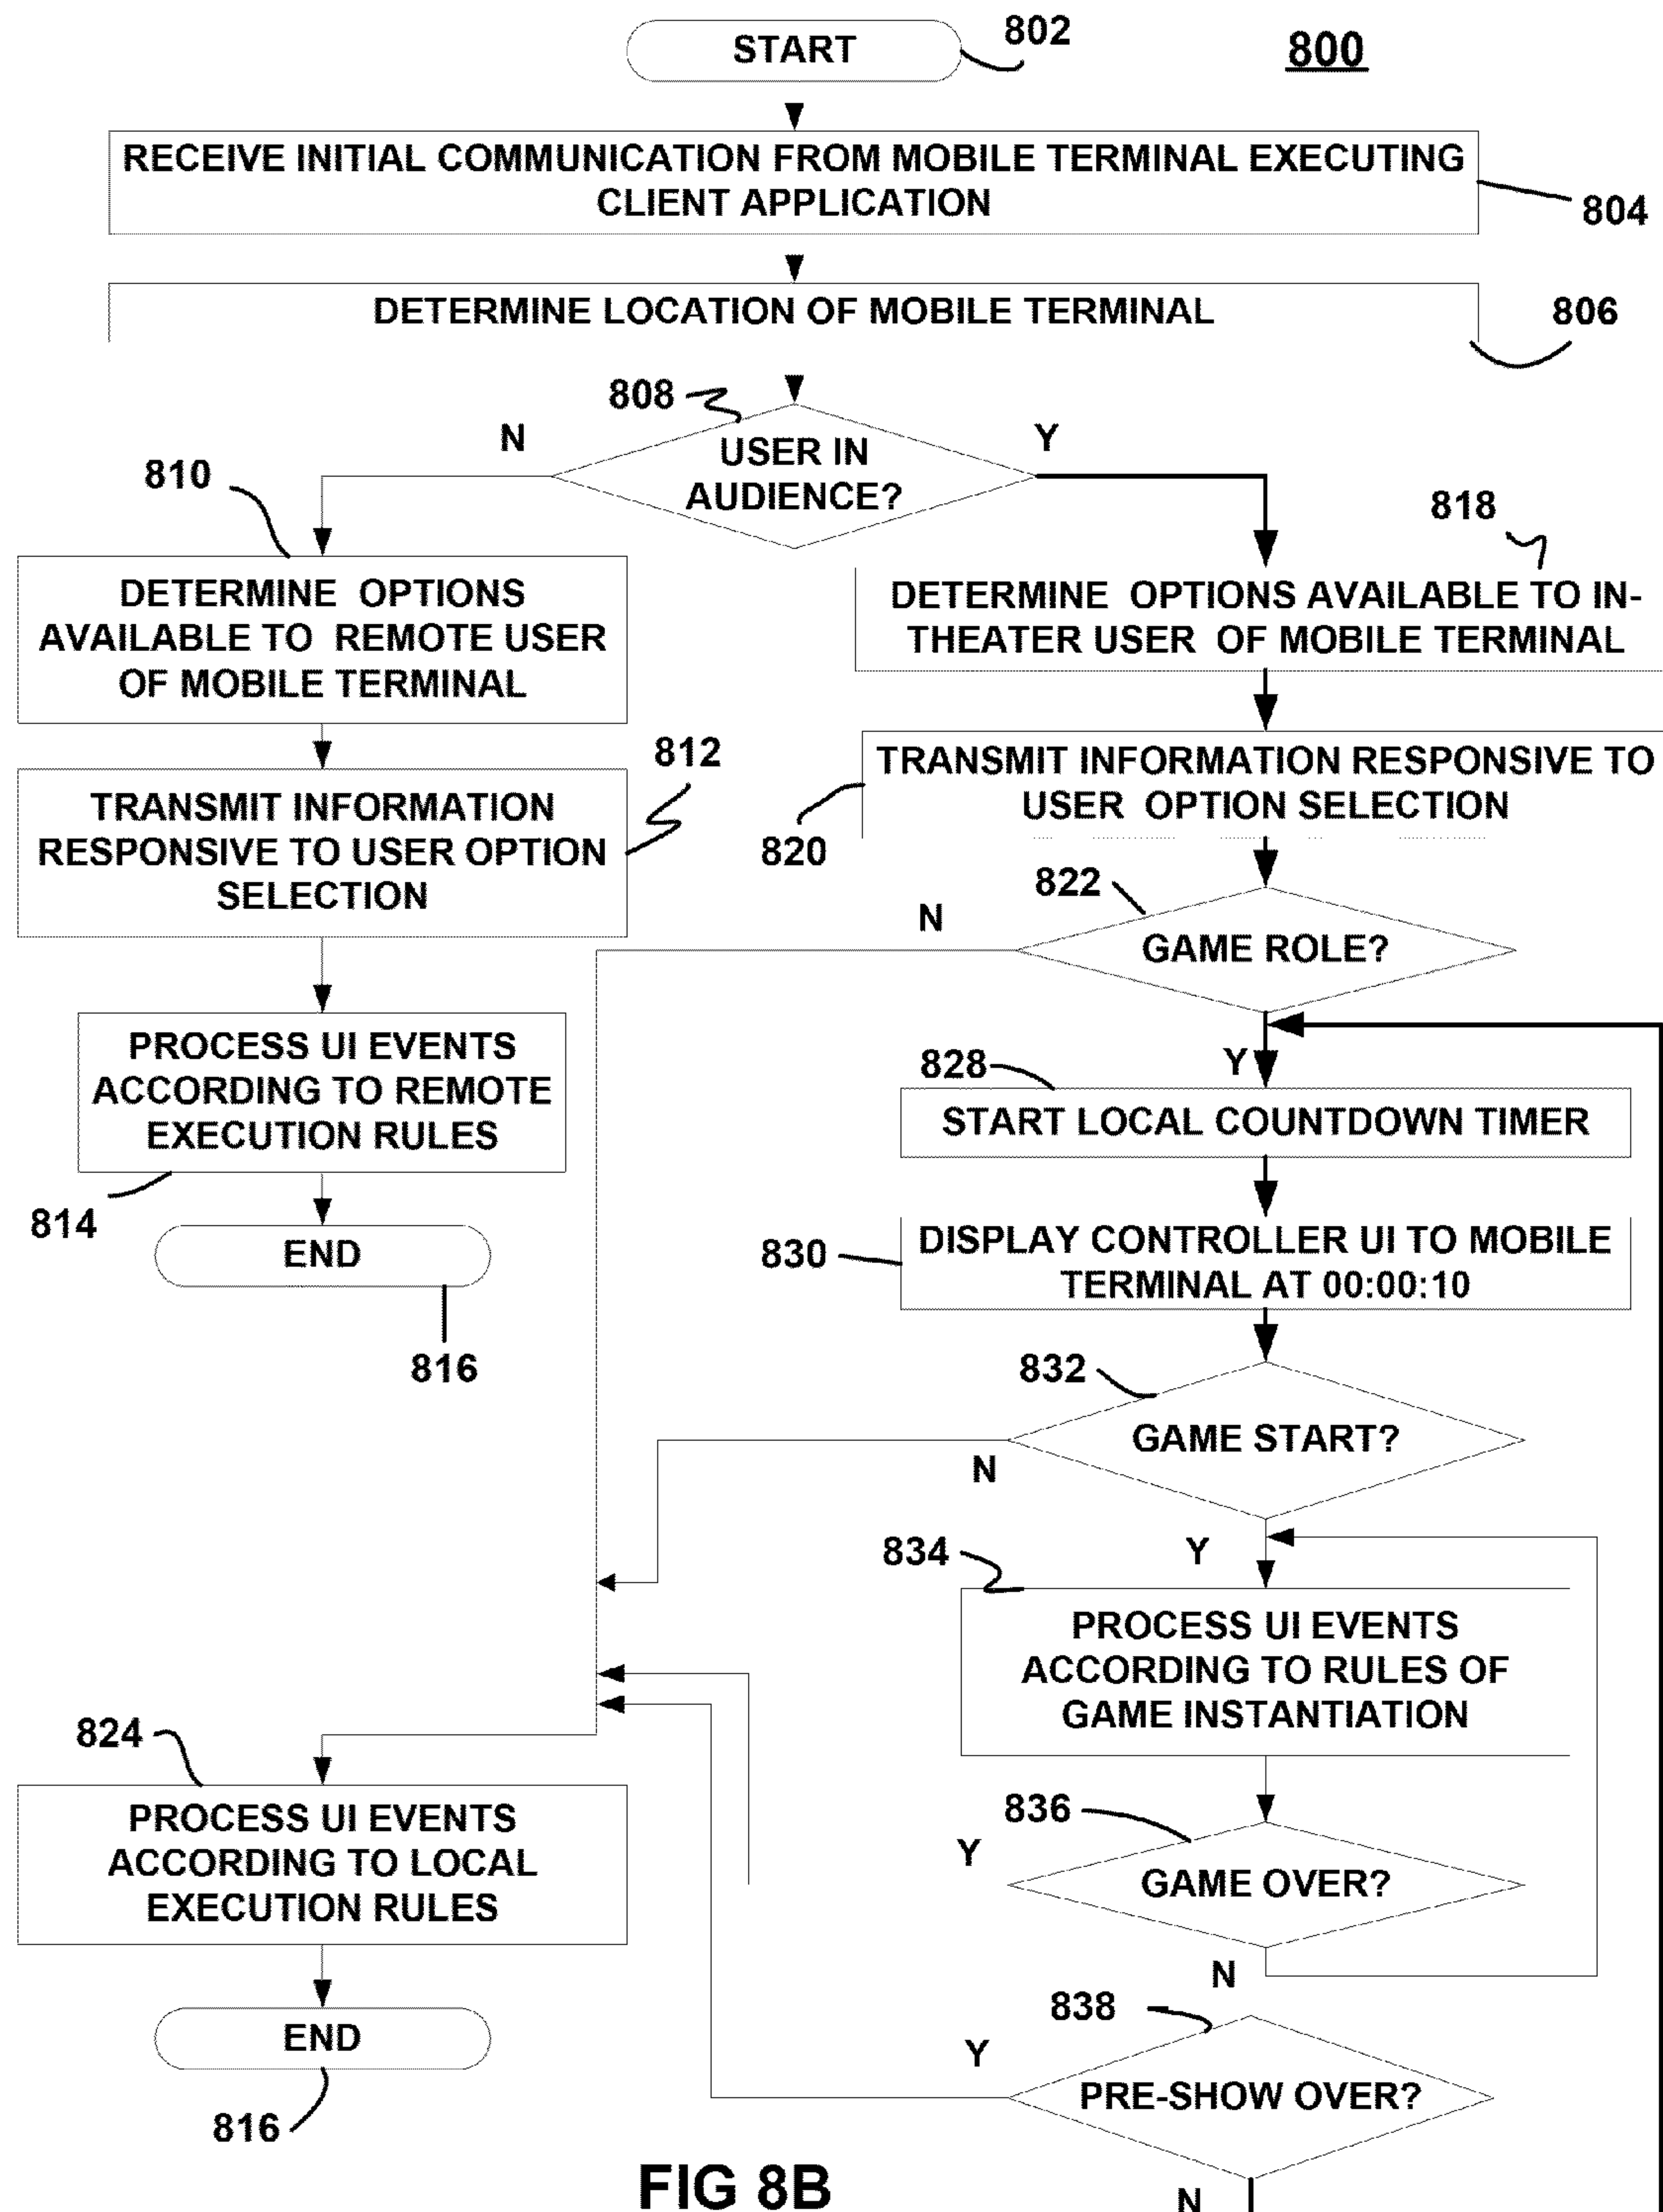 START
802
800
RECEIVE INITIAL COMMUNICATION FROM MOBILE TERMINAL EXECUTING
CLIENT APPLICATION
804
DETERMINE LOCATION OF MOBILE TERMINAL
806
808
N
USER IN
AUDIENCE?
Y
810
DETERMINE OPTIONS
AVAILABLE TO REMOTE USER
OF MOBILE TERMINAL
818
DETERMINE OPTIONS AVAILABLE TO IN-
THEATER USER OF MOBILE TERMINAL
812
TRANSMIT INFORMATION
RESPONSIVE TO USER OPTION
SELECTION
TRANSMIT INFORMATION RESPONSIVE TO
USER OPTION SELECTION
820
822
N
GAME ROLE?
Y
PROCESS UI EVENTS
ACCORDING TO REMOTE
EXECUTION RULES
814
END
816
828
START LOCAL COUNTDOWN TIMER
830
DISPLAY CONTROLLER UI TO MOBILE
TERMINAL AT 00:00:10
832
GAME START?
N
Y
834
PROCESS UI EVENTS
ACCORDING TO RULES OF
GAME INSTANTIATION
824
PROCESS UI EVENTS
ACCORDING TO LOCAL
EXECUTION RULES
836
Y
GAME OVER?
N
END
816
838
Y
PRE-SHOW OVER?
N
FIG 8B